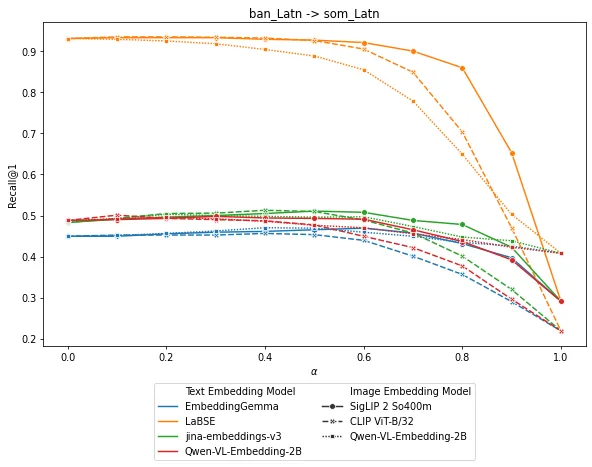 ban_Latn -> som_Latn
Recall@1
0.9
0.8
0.7
0.6
0.5
0.4
0.3
0.2
0.0 0.2 0.4 0.6 0.8 1.0
α
Text Embedding Model Image Embedding Model
EmbeddingGemma SigLIP 2 So400m
LaBSE CLIP ViT-B/32
jina-embeddings-v3 Qwen-VL-Embedding-2B
Qwen-VL-Embedding-2B